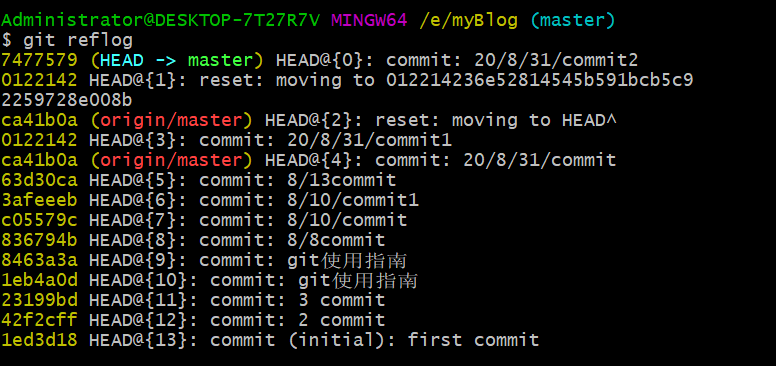 Administrator@DESKTOP-7T27R7V MINGW64 /e/myBlog (master)
$ git reflog
7477579 (HEAD -> master) HEAD@{0}: commit: 20/8/31/commit2
0122142 HEAD@{1}: reset: moving to 012214236e52814545b591bcb5c9
2259728e008b
ca41b0a (origin/master) HEAD@{2}: reset: moving to HEAD^
0122142 HEAD@{3}: commit: 20/8/31/commit1
ca41b0a (origin/master) HEAD@{4}: commit: 20/8/31/commit
63d30ca HEAD@{5}: commit: 8/13commit
3afeeeb HEAD@{6}: commit: 8/10/commit1
c05579c HEAD@{7}: commit: 8/10/commit
836794b HEAD@{8}: commit: 8/8commit
8463a3a HEAD@{9}: commit: git使用指南
1eb4a0d HEAD@{10}: commit: git使用指南
23199bd HEAD@{11}: commit: 3 commit
42f2cff HEAD@{12}: commit: 2 commit
1ed3d18 HEAD@{13}: commit (initial): first commit